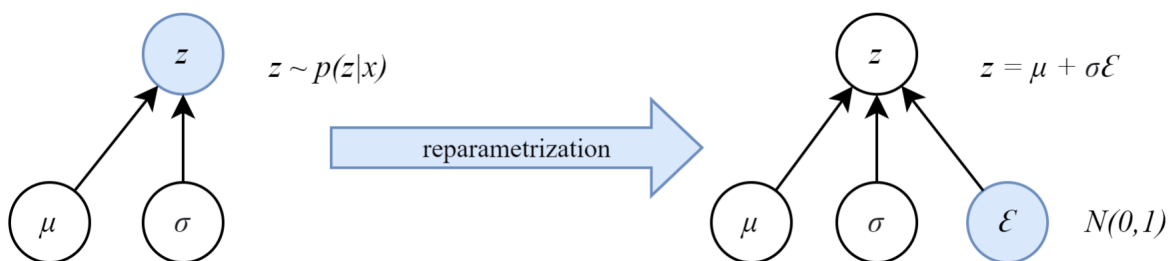 z
z ~ p(z|x)
μ
σ
reparametrization
z
z = μ + σℰ
μ
σ
ℰ
N(0,1)